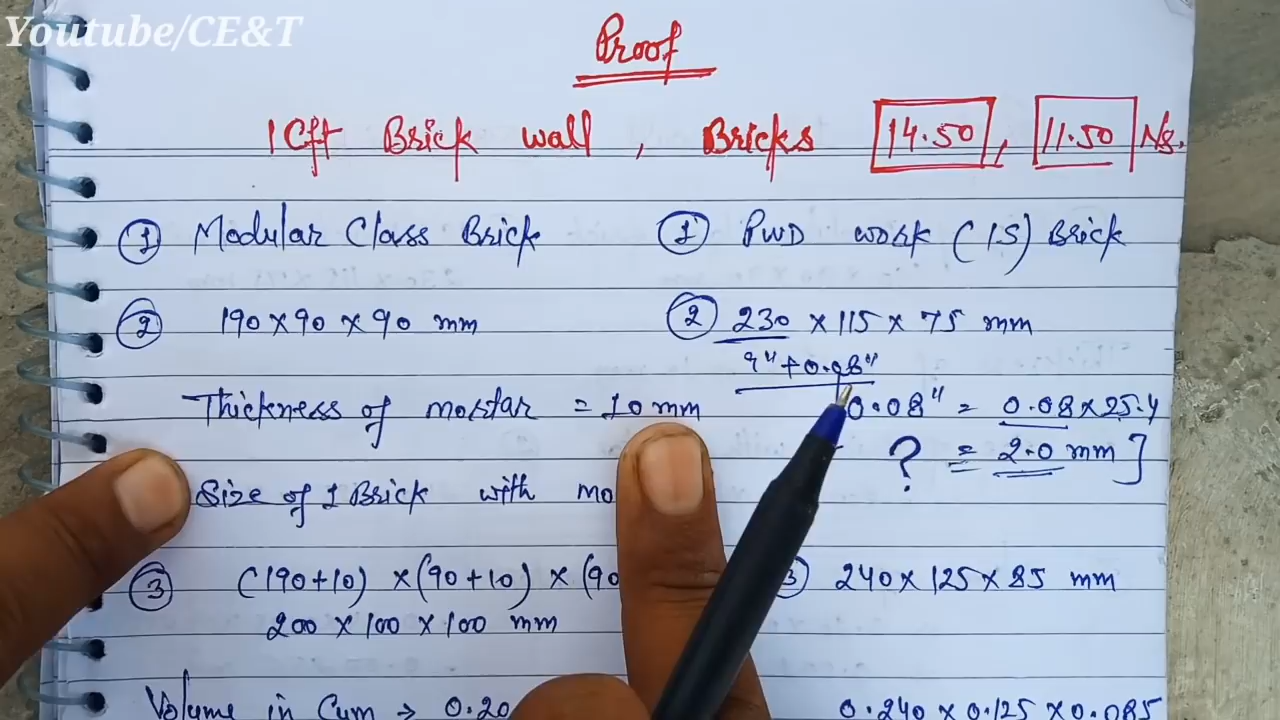 Youtube/CE&T
Proof
1 Cft Brick wall , Bricks 14.50 , 11.50 No.
① Modular Class Brick
② 190 x 90 x 90 mm
Thickness of mortar = 10 mm
Size of 1 Brick with
③ (190+10) x (90+10) x (90
200 x 100 x 100 mm
Volume in Cum → 0.20
① PWD work (IS) Brick
② 230 x 115 x 75 mm
9"+0.08"
0.08" = 0.08 x 25.4
? = 2.0 mm ]
240 x 125 x 85 mm
0.240 x 0.125 x 0.085